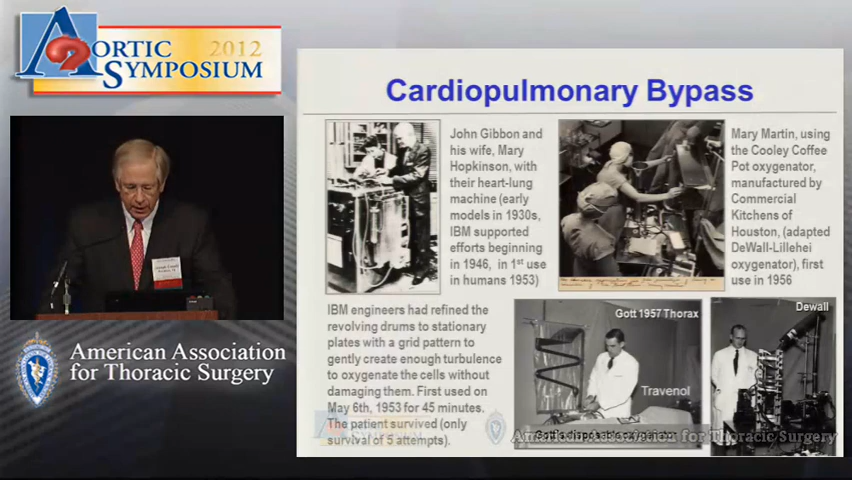 AORTIC 2012
SYMPOSIUM
American Association
for Thoracic Surgery
Cardiopulmonary Bypass
John Gibbon and
his wife, Mary
Hopkinson, with
their heart-lung
machine (early
models in 1930s,
IBM supported
efforts beginning
in 1946, in 1st use
in humans 1953)
Mary Martin, using
the Cooley Coffee
Pot oxygenator,
manufactured by
Commercial
Kitchens of
Houston, (adapted
DeWall-Lillehei
oxygenator), first
use in 1956
IBM engineers had refined the
revolving drums to stationary
plates with a grid pattern to
gently create enough turbulence
to oxygenate the cells without
damaging them. First used on
May 6th, 1953 for 45 minutes.
The patient survived (only
survival of 5 attempts).
Gott 1957 Thorax
Travenol
Dewall
American Association for Thoracic Surgery